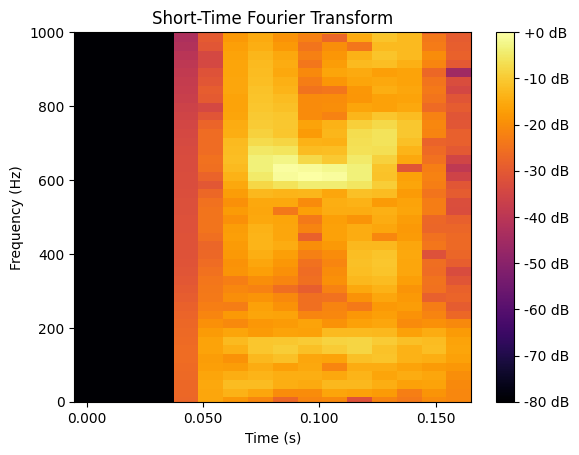 Short-Time Fourier Transform
Frequency (Hz)
1000
800
600
400
200
0
0.000
0.050
0.100
0.150
Time (s)
+0 dB
-10 dB
-20 dB
-30 dB
-40 dB
-50 dB
-60 dB
-70 dB
-80 dB